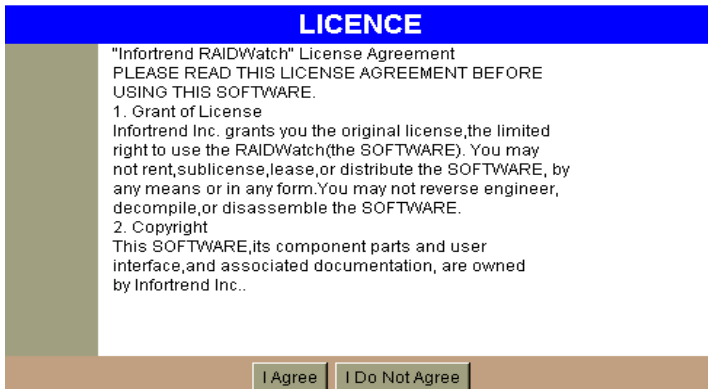 LICENCE
"Infortrend RAIDWatch" License Agreement
PLEASE READ THIS LICENSE AGREEMENT BEFORE
USING THIS SOFTWARE.
1. Grant of License
Infortrend Inc. grants you the original license,the limited
right to use the RAIDWatch(the SOFTWARE). You may
not rent,sublicense,lease,or distribute the SOFTWARE, by
any means or in any form.You may not reverse engineer,
decompile,or disassemble the SOFTWARE.
2. Copyright
This SOFTWARE,its component parts and user
interface,and associated documentation, are owned
by Infortrend Inc..
I Agree I Do Not Agree